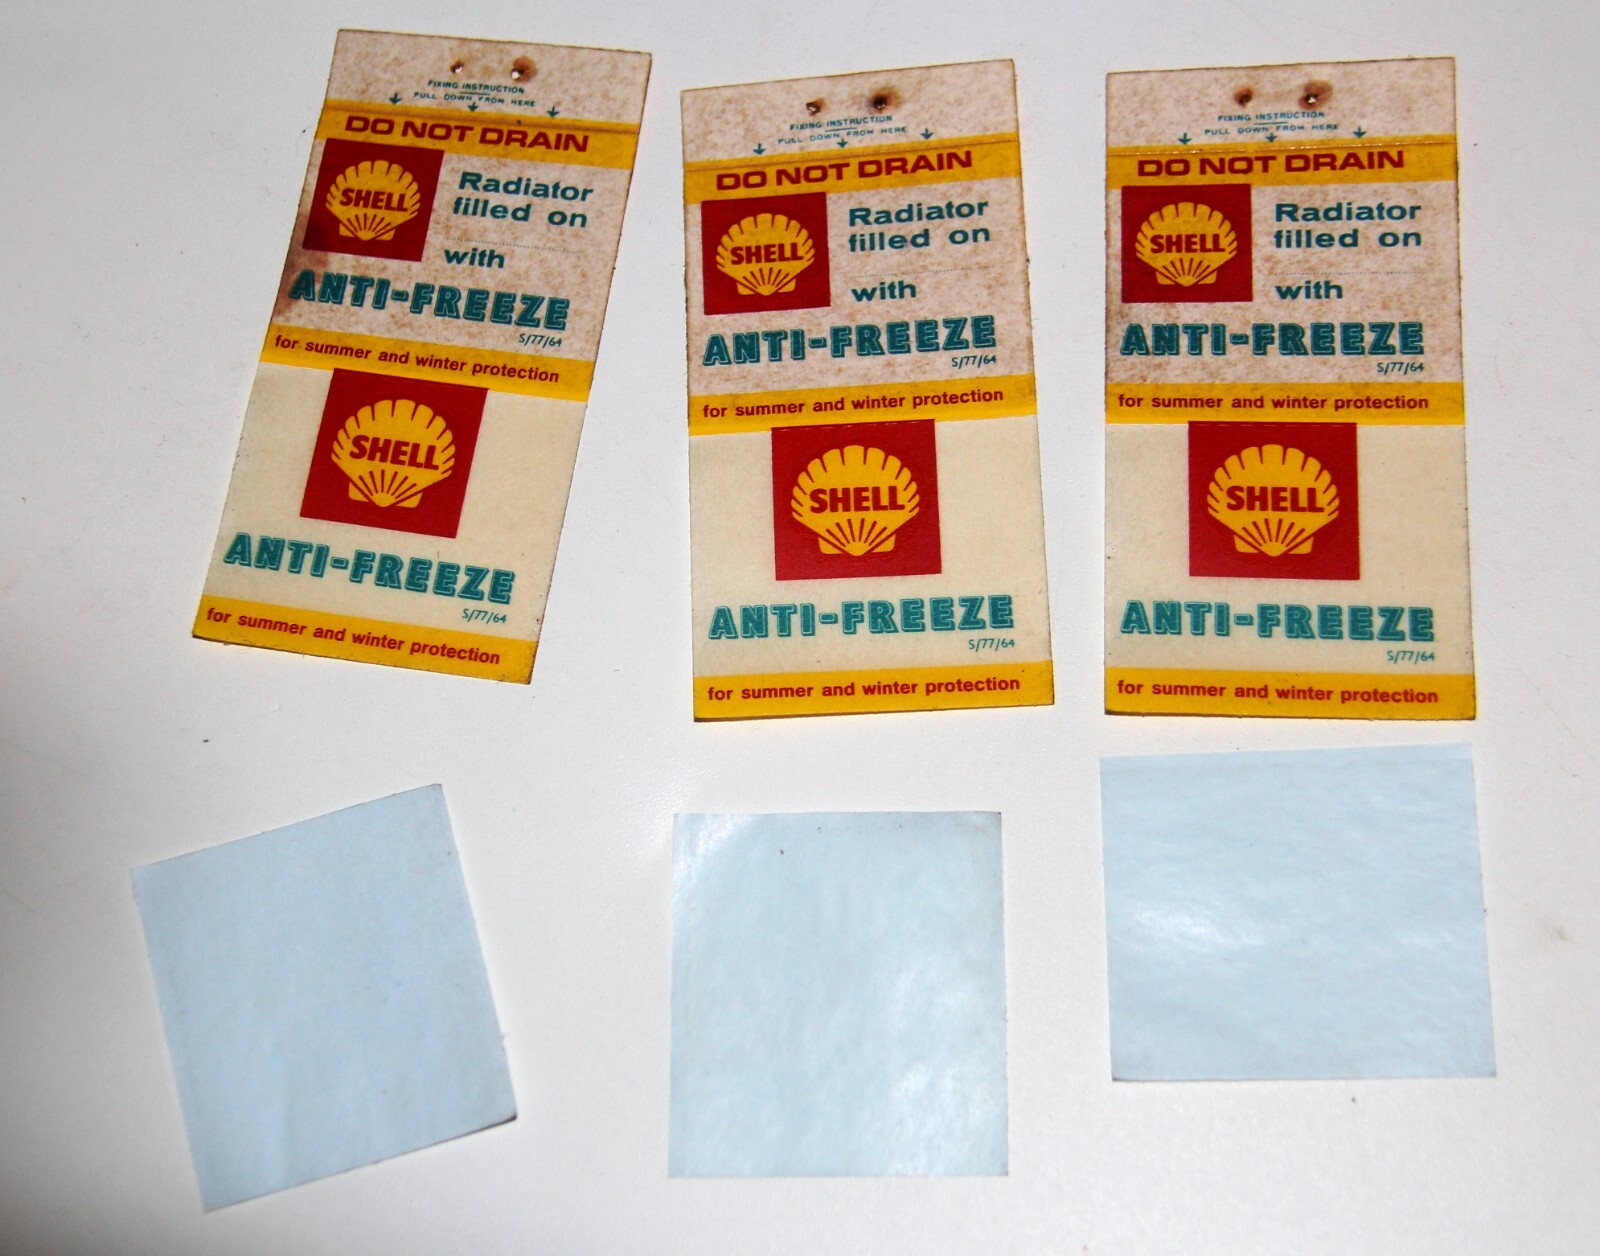 FIXING INSTRUCTION
PULL DOWN FROM HERE
DO NOT DRAIN
SHELL
Radiator
filled on
with
ANTI-FREEZE
S/77/64
for summer and winter protection
SHELL
ANTI-FREEZE
S/77/64
for summer and winter protection
FIXING INSTRUCTION
PULL DOWN FROM HERE
DO NOT DRAIN
SHELL
Radiator
filled on
with
ANTI-FREEZE
S/77/64
for summer and winter protection
SHELL
ANTI-FREEZE
S/77/64
for summer and winter protection
FIXING INSTRUCTION
PULL DOWN FROM HERE
DO NOT DRAIN
SHELL
Radiator
filled on
with
ANTI-FREEZE
S/77/64
for summer and winter protection
SHELL
ANTI-FREEZE
S/77/64
for summer and winter protection